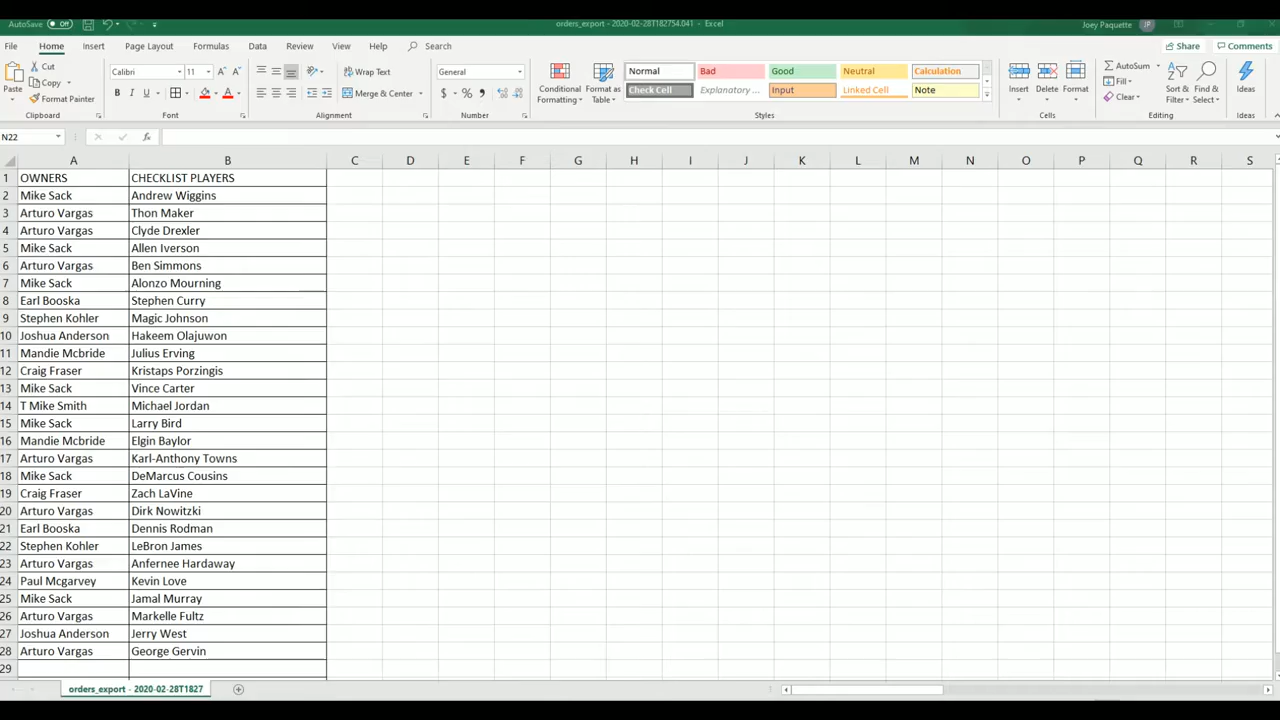 AutoSave Off orders_export - 2020-02-28T182754.041 - Excel Joey Paquette JP
File Home Insert Page Layout Formulas Data Review View Help Search Share Comments
Cut Calibri 11 Wrap Text General Normal Bad Good Neutral Calculation AutoSum
Copy Conditional Formatting Format as Table Insert Delete Format Fill Sort & Filter Find & Select Ideas
Paste Format Painter B I U Merge & Center $ % Check Cell Explanatory ... Input Linked Cell Note Clear
Clipboard Font Alignment Number Styles Cells Editing Ideas
N22 fx
A B C D E F G H I J K L M N O P Q R S
1 OWNERS CHECKLIST PLAYERS
2 Mike Sack Andrew Wiggins
3 Arturo Vargas Thon Maker
4 Arturo Vargas Clyde Drexler
5 Mike Sack Allen Iverson
6 Arturo Vargas Ben Simmons
7 Mike Sack Alonzo Mourning
8 Earl Booska Stephen Curry
9 Stephen Kohler Magic Johnson
10 Joshua Anderson Hakeem Olajuwon
11 Mandie Mcbride Julius Erving
12 Craig Fraser Kristaps Porzingis
13 Mike Sack Vince Carter
14 T Mike Smith Michael Jordan
15 Mike Sack Larry Bird
16 Mandie Mcbride Elgin Baylor
17 Arturo Vargas Karl-Anthony Towns
18 Mike Sack DeMarcus Cousins
19 Craig Fraser Zach LaVine
20 Arturo Vargas Dirk Nowitzki
21 Earl Booska Dennis Rodman
22 Stephen Kohler LeBron James
23 Arturo Vargas Anfernee Hardaway
24 Paul Mcgarvey Kevin Love
25 Mike Sack Jamal Murray
26 Arturo Vargas Markelle Fultz
27 Joshua Anderson Jerry West
28 Arturo Vargas George Gervin
29
orders_export - 2020-02-28T1827